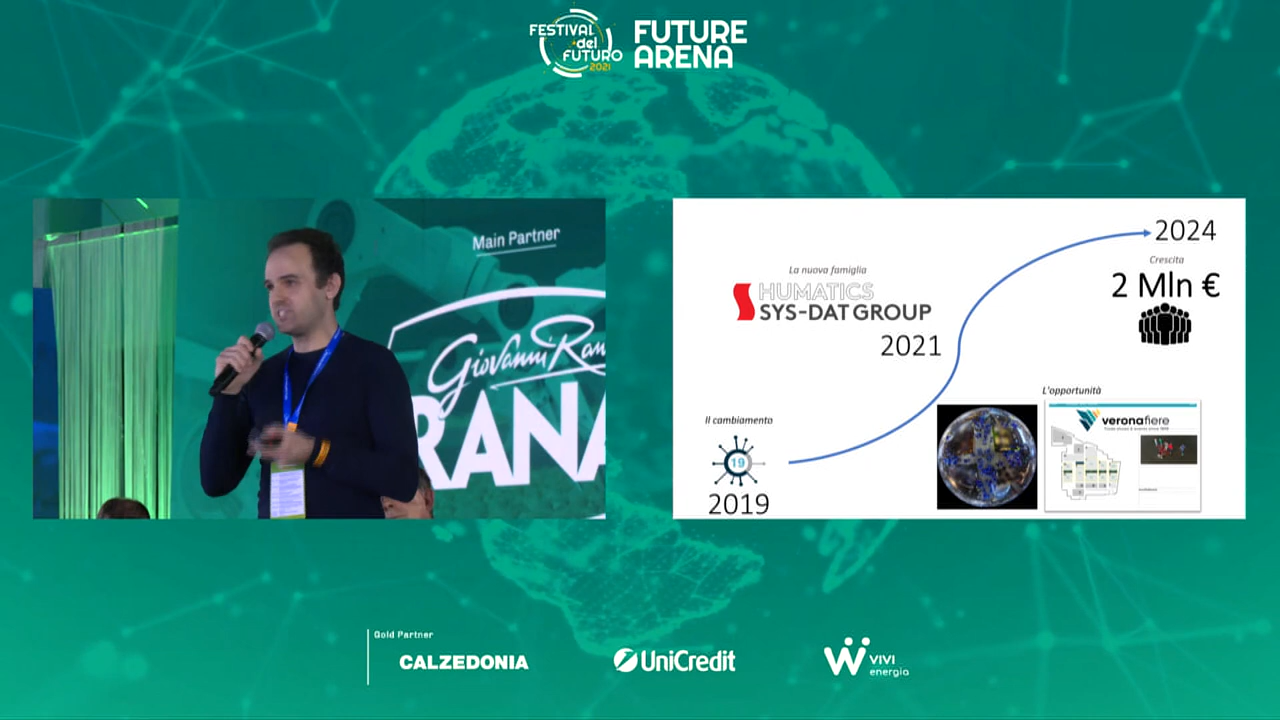 FESTIVAL
del
FUTURO
2021
FUTURE
ARENA
Main Partner
Giovanni Ran
RANA
La nuova famiglia
HUMATICS
SYS-DAT GROUP
2021
2024
Crescita
2 Mln €
Il cambiamento
19
2019
L'opportunità
veronafiere
Gold Partner
CALZEDONIA
UniCredit
VIVI
energia